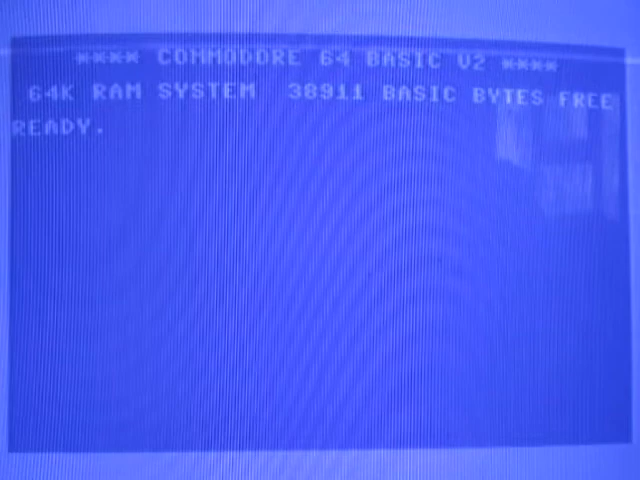 **** COMMODORE 64 BASIC V2 ****
64K RAM SYSTEM 38911 BASIC BYTES FREE
READY.